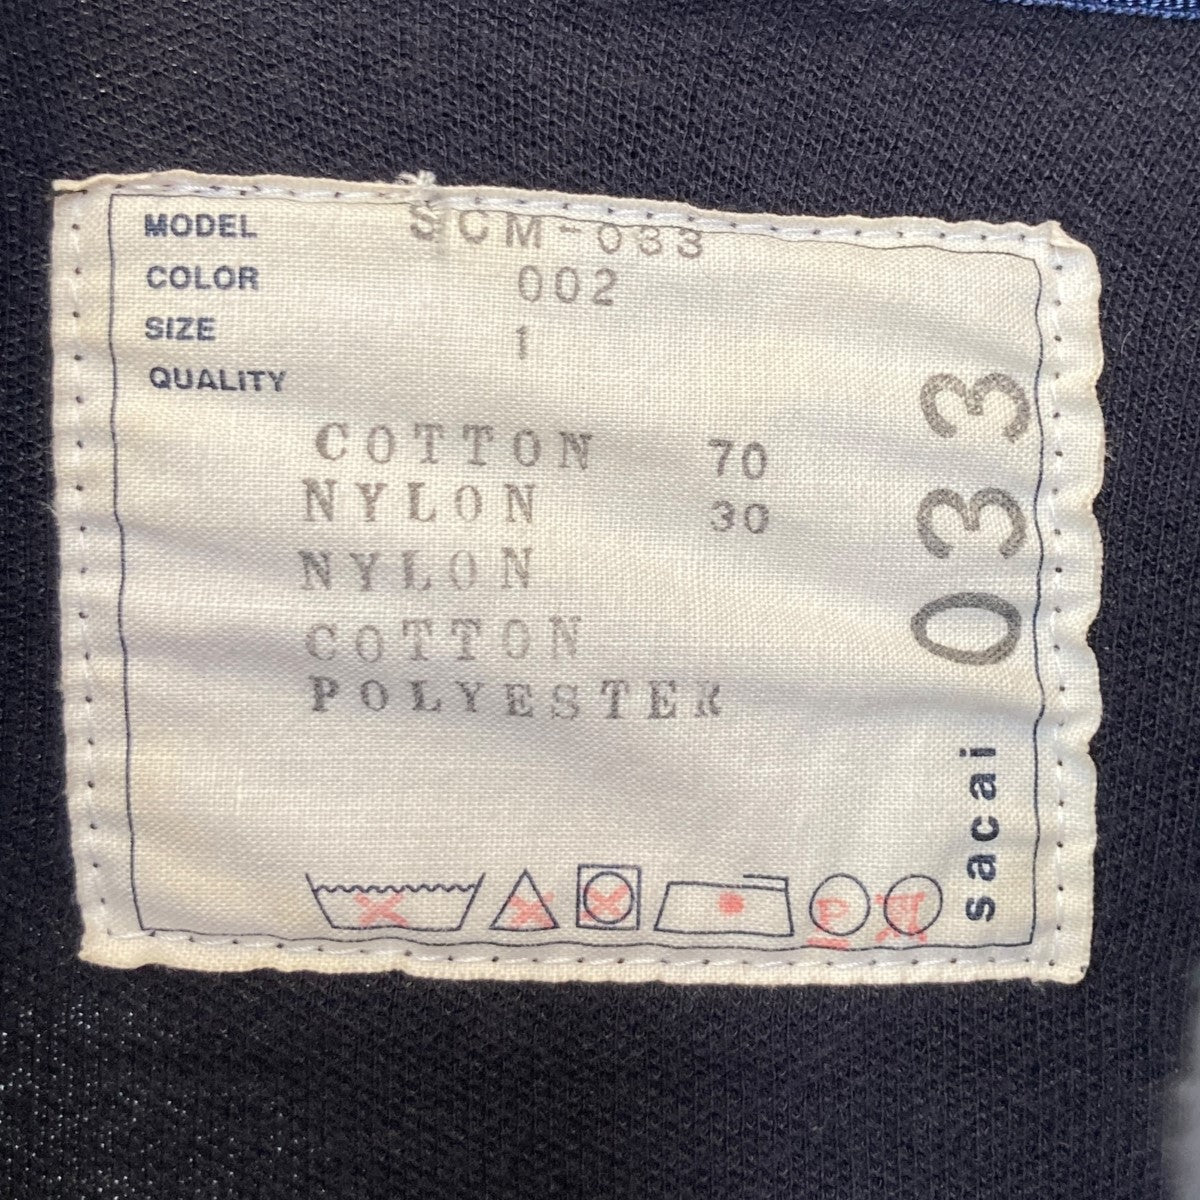 MODEL SCM-033
COLOR 002
SIZE 1
QUALITY
COTTON 70
NYLON 30
NYLON
COTTON
POLYESTER
033
sacai
P